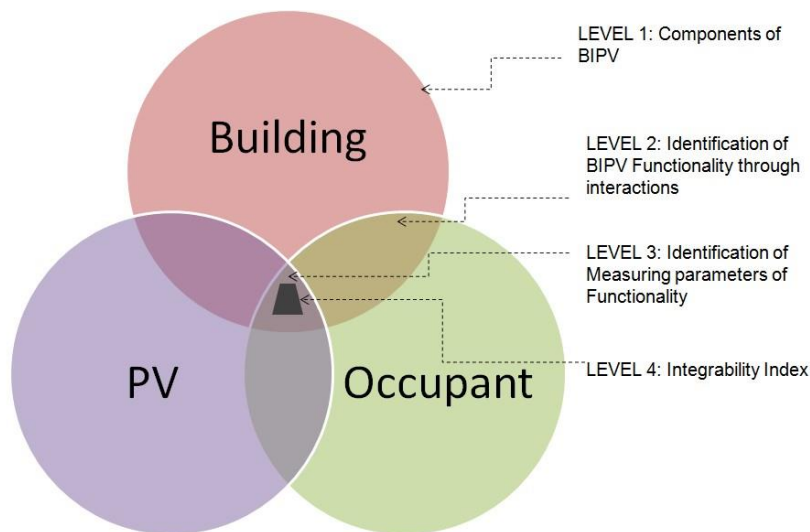 LEVEL 1: Components of
BIPV
Building
LEVEL 2: Identification of
BIPV Functionality through
interactions
LEVEL 3: Identification of
Measuring parameters of
Functionality
PV
Occupant
LEVEL 4: Integrability Index